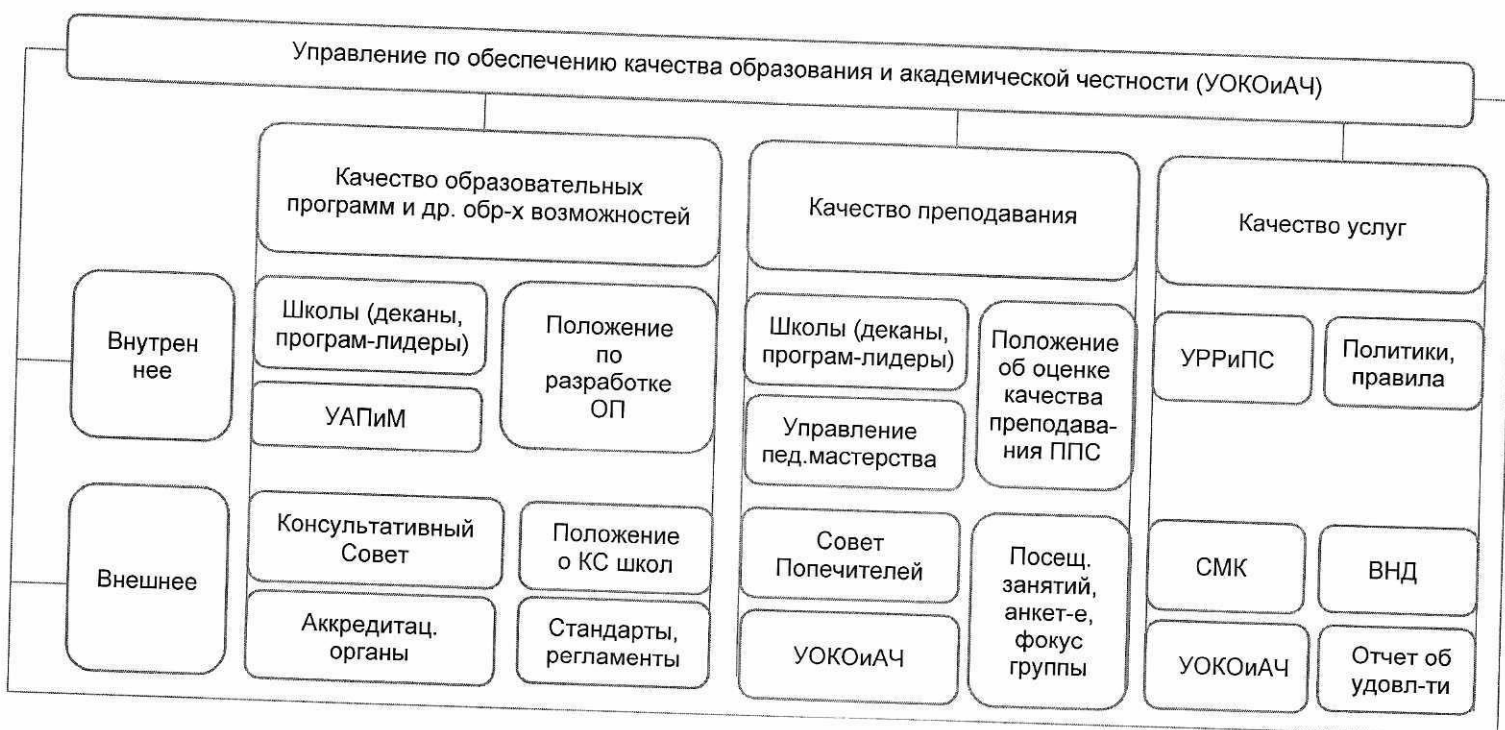 Управление по обеспечению качества образования и академической честности (УОКОиАЧ)
Качество образовательных
программ и др. обр-х возможностей
Качество преподавания
Качество услуг
Внутрен
нее
Школы (деканы,
програм-лидеры)
УАПиМ
Положение
по
разработке
ОП
Школы (деканы,
програм-лидеры)
Управление
пед.мастерства
Положение
об оценке
качества
преподава-
ния ППС
УРРиПС
Политики,
правила
Внешнее
Консультативный
Совет
Положение
о КС школ
Аккредитац.
органы
Стандарты,
регламенты
Совет
Попечителей
УОКОиАЧ
Посещ.
занятий,
анкет-е,
фокус
группы
СМК
ВНД
УОКОиАЧ
Отчет об
удовл-ти